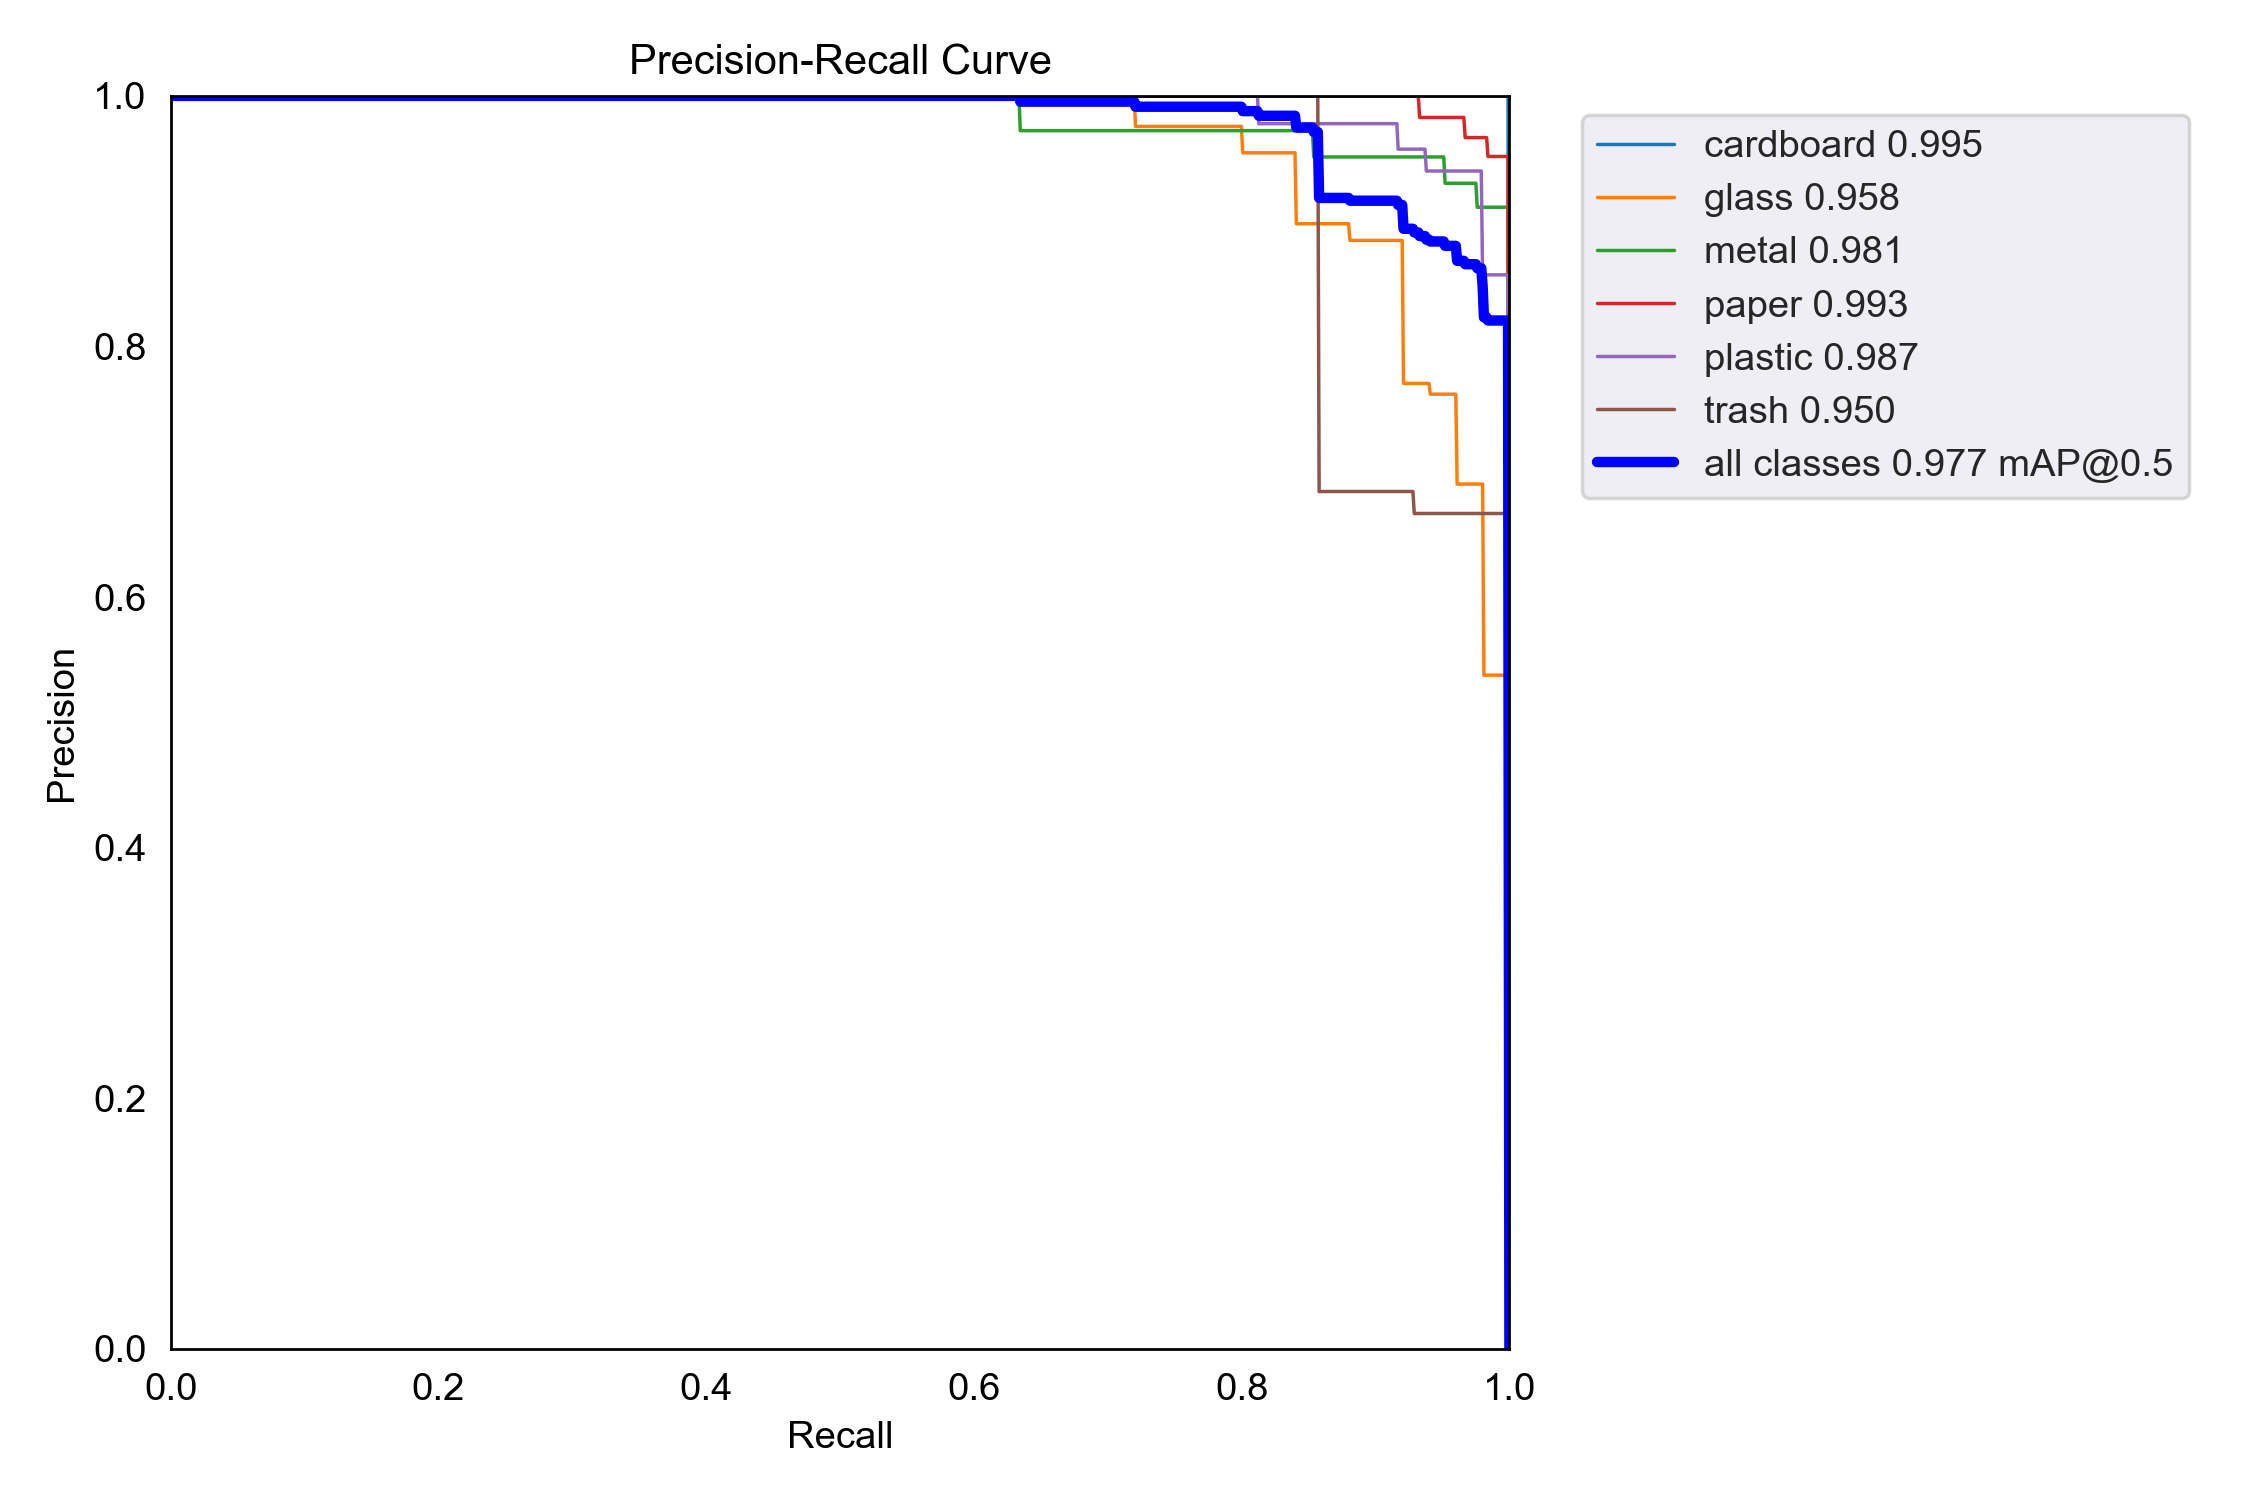 Precision-Recall Curve
1.0
0.8
0.6
0.4
0.2
0.0
Precision
0.0 0.2 0.4 0.6 0.8 1.0
Recall
cardboard 0.995
glass 0.958
metal 0.981
paper 0.993
plastic 0.987
trash 0.950
all classes 0.977 mAP@0.5